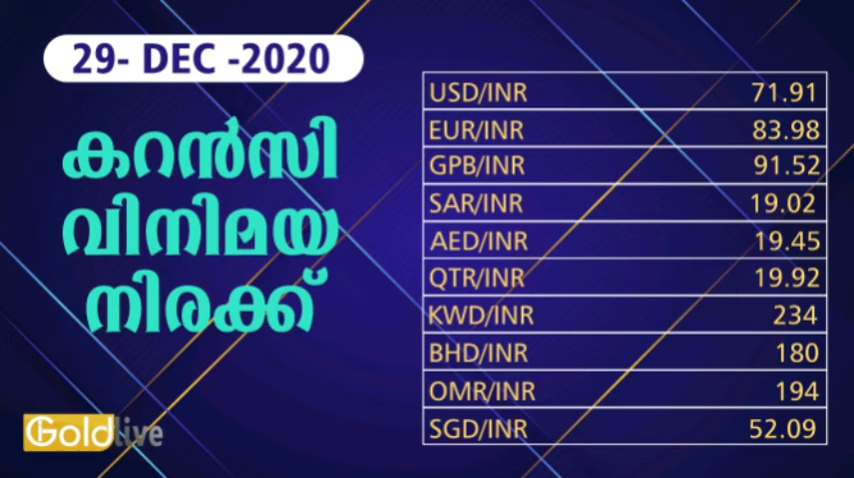 29- DEC -2020
കറൻസി
വിനിമയ
നിരക്ക്
USD/INR 71.91
EUR/INR 83.98
GPB/INR 91.52
SAR/INR 19.02
AED/INR 19.45
QTR/INR 19.92
KWD/INR 234
BHD/INR 180
OMR/INR 194
SGD/INR 52.09
Goldlive